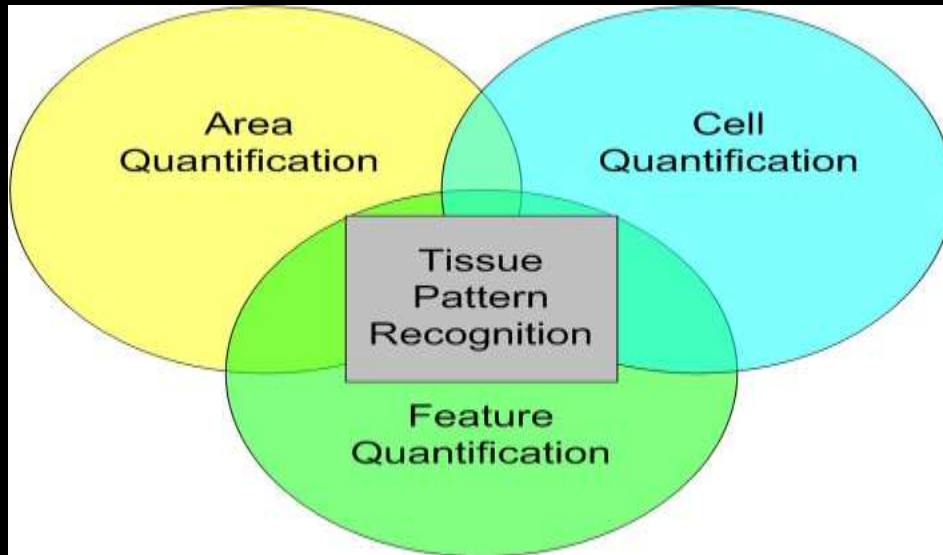 Area
Quantification
Cell
Quantification
Tissue
Pattern
Recognition
Feature
Quantification